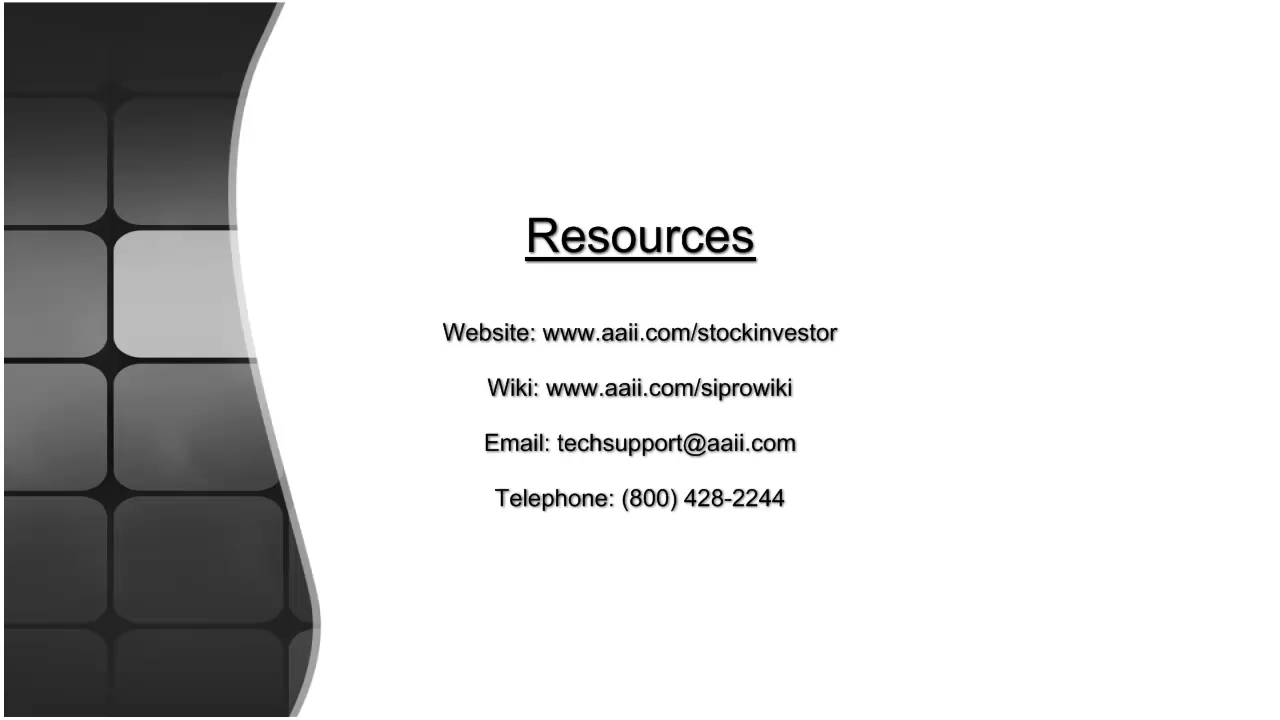 Resources
Website: www.aaii.com/stockinvestor
Wiki: www.aaii.com/siprowiki
Email: techsupport@aaii.com
Telephone: (800) 428-2244